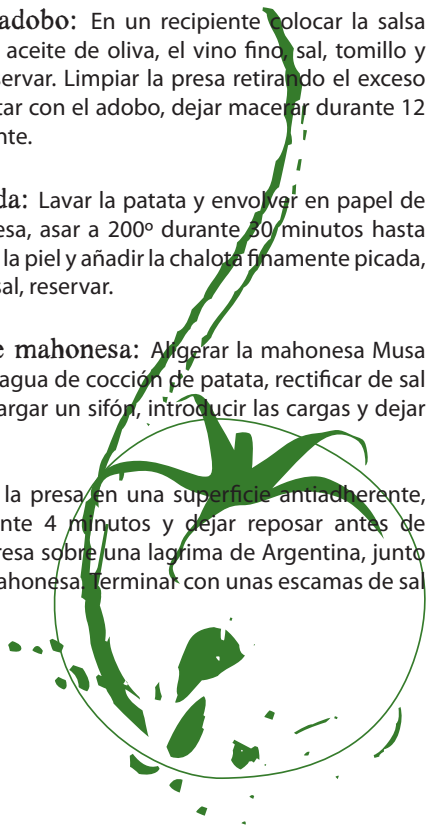 adobo: En un recipiente colocar la salsa
aceite de oliva, el vino fino, sal, tomillo y
servar. Limpiar la presa retirando el exceso
tar con el adobo, dejar macerar durante 12
nte.
da: Lavar la patata y envolver en papel de
esa, asar a 200º durante 30 minutos hasta
la piel y añadir la chalota finamente picada,
sal, reservar.
e mahonesa: Aligerar la mahonesa Musa
agua de cocción de patata, rectificar de sal
argar un sifón, introducir las cargas y dejar
la presa en una superficie antiadherente,
nte 4 minutos y dejar reposar antes de
resa sobre una lagrima de Argentina, junto
ahonesa. Terminar con unas escamas de sal